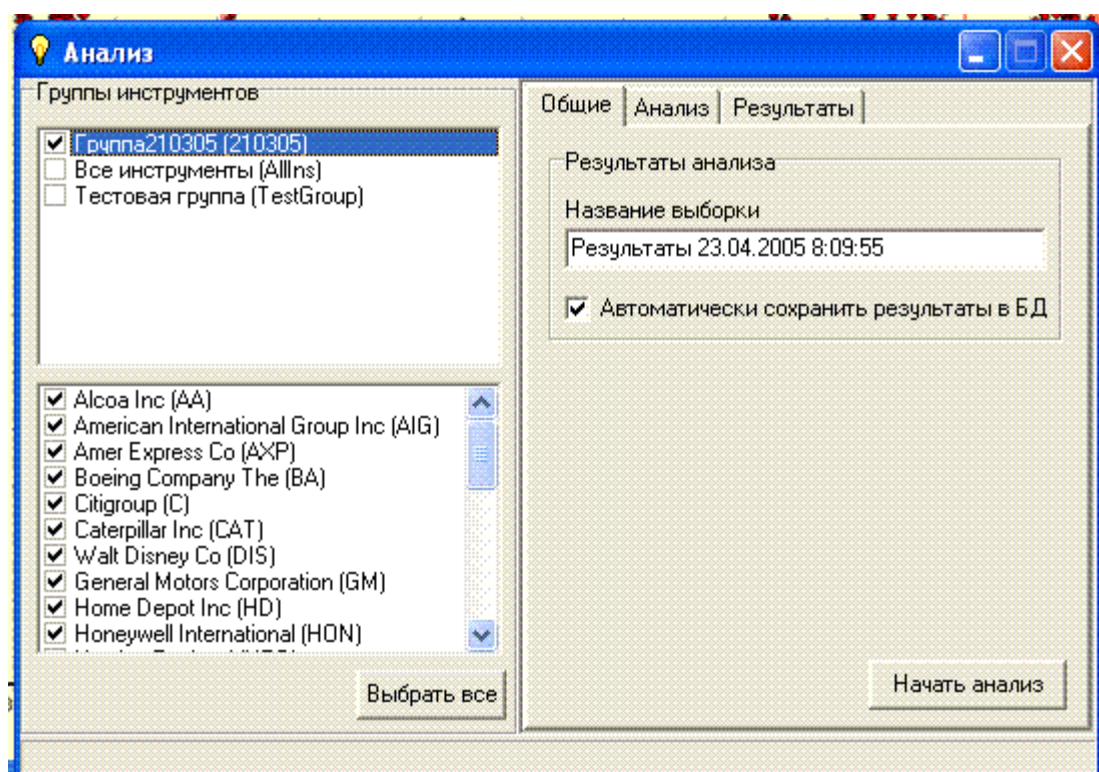 Анализ
Группы инструментов
Группа210305 (210305)
Все инструменты (AllIns)
Тестовая группа (TestGroup)
Alcoa Inc (AA)
American International Group Inc (AIG)
Amer Express Co (AXP)
Boeing Company The (BA)
Citigroup (C)
Caterpillar Inc (CAT)
Walt Disney Co (DIS)
General Motors Corporation (GM)
Home Depot Inc (HD)
Honeywell International (HON)
Выбрать все
Общие Анализ Результаты
Результаты анализа
Название выборки
Результаты 23.04.2005 8:09:55
Автоматически сохранить результаты в БД
Начать анализ